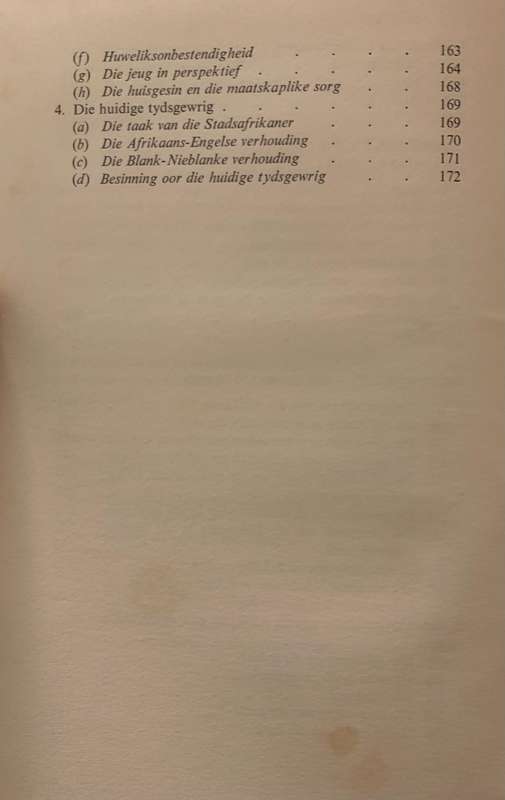 (f) Huweliksonbestendigheid . . . . 163
(g) Die jeug in perspektief . . . . . 164
(h) Die huisgesin en die maatskaplike sorg . . 168
4. Die huidige tydsgewrig . . . . . . 169
(a) Die taak van die Stadsafrikaner . . . 169
(b) Die Afrikaans-Engelse verhouding . . . 170
(c) Die Blank-Nieblanke verhouding . . . 171
(d) Besinning oor die huidige tydsgewrig . . 172